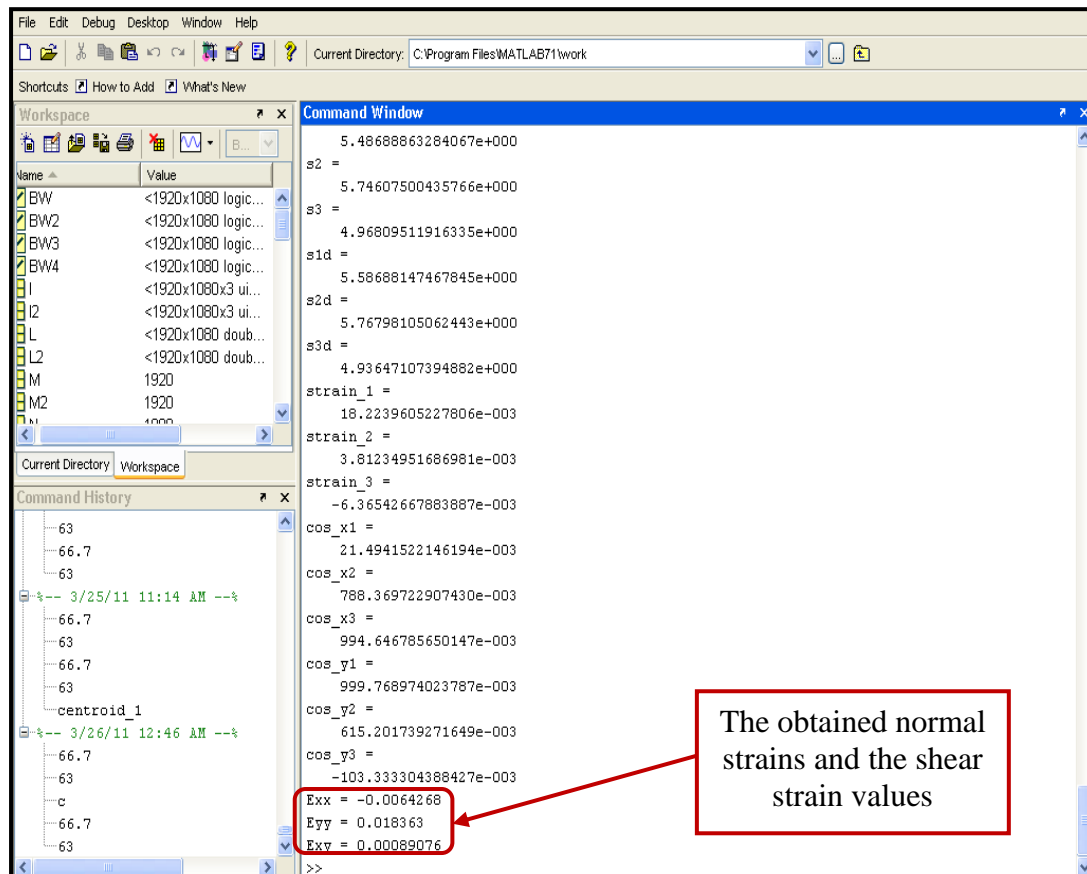 File Edit Debug Desktop Window Help
Current Directory: C:\Program Files\MATLAB71\work
Shortcuts How to Add What's New
Workspace
B...
Name Value
BW <1920x1080 logic...
BW2 <1920x1080 logic...
BW3 <1920x1080 logic...
BW4 <1920x1080 logic...
I <1920x1080x3 ui...
I2 <1920x1080x3 ui...
L <1920x1080 doub...
L2 <1920x1080 doub...
M 1920
M2 1920
Current Directory Workspace
Command History
63
66.7
63
%-- 3/25/11 11:14 AM --%
66.7
63
66.7
63
centroid_1
%-- 3/26/11 12:46 AM --%
66.7
63
c
66.7
63
Command Window
5.48688863284067e+000
s2 =
5.74607500435766e+000
s3 =
4.96809511916335e+000
s1d =
5.58688147467845e+000
s2d =
5.76798105062443e+000
s3d =
4.93647107394882e+000
strain_1 =
18.2239605227806e-003
strain_2 =
3.81234951686981e-003
strain_3 =
-6.36542667883887e-003
cos_x1 =
21.4941522146194e-003
cos_x2 =
788.369722907430e-003
cos_x3 =
994.646785650147e-003
cos_y1 =
999.768974023787e-003
cos_y2 =
615.201739271649e-003
cos_y3 =
-103.333304388427e-003
Exx = -0.0064268
Eyy = 0.018363
Exy = 0.00089076
>>
The obtained normal
strains and the shear
strain values